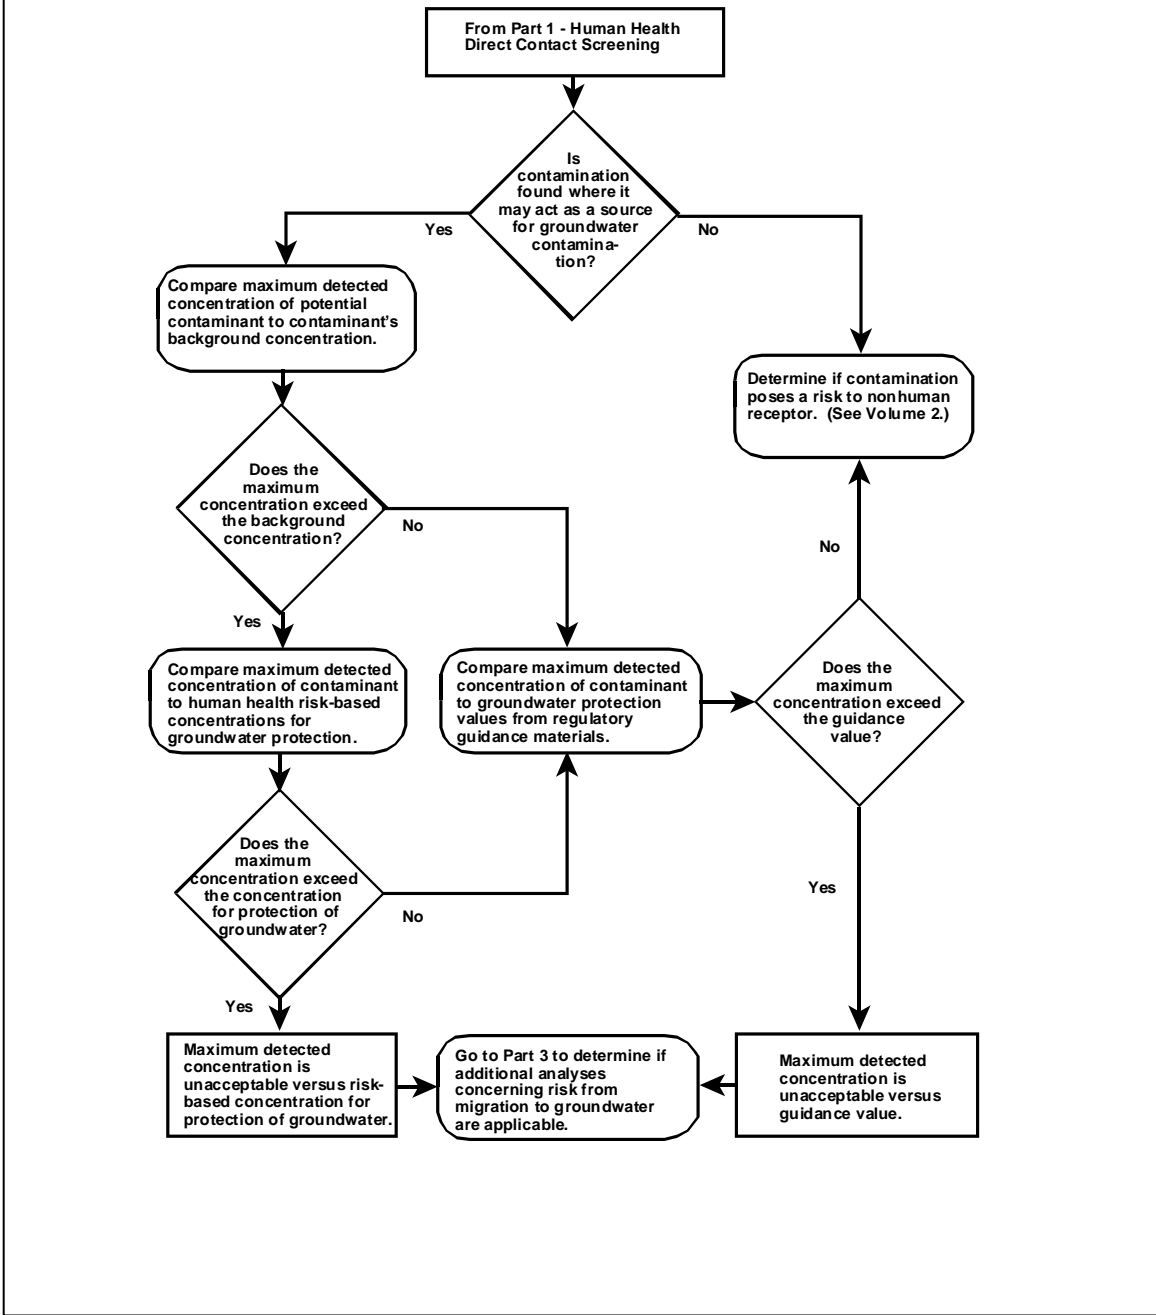 From Part 1 - Human Health
Direct Contact Screening
Is
contamination
found where it
may act as a source
for groundwater
contamina-
tion?
Yes
No
Compare maximum detected
concentration of potential
contaminant to contaminant's
background concentration.
Determine if contamination
poses a risk to nonhuman
receptor. (See Volume 2.)
Does the
maximum
concentration exceed
the background
concentration?
No
No
Yes
Compare maximum detected
concentration of contaminant
to human health risk-based
concentrations for
groundwater protection.
Compare maximum detected
concentration of contaminant
to groundwater protection
values from regulatory
guidance materials.
Does the
maximum
concentration exceed
the guidance
value?
Does the
maximum
concentration exceed
the concentration
for protection of
groundwater?
No
Yes
Yes
Maximum detected
concentration is
unacceptable versus risk-
based concentration for
protection of groundwater.
Go to Part 3 to determine if
additional analyses
concerning risk from
migration to groundwater
are applicable.
Maximum detected
concentration is
unacceptable versus
guidance value.